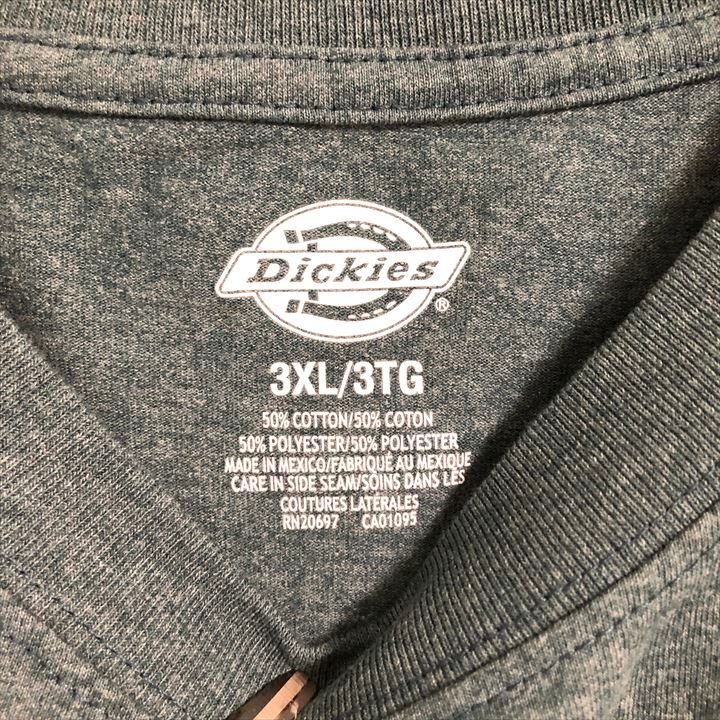 Dickies
®
3XL/3TG
50% COTTON/50% COTON
50% POLYESTER/50% POLYESTER
MADE IN MEXICO/FABRIQUÉ AU MEXIQUE
CARE IN SIDE SEAM/SOINS DANS LES
COUTURES LATÉRALES
RN20697 CA01095